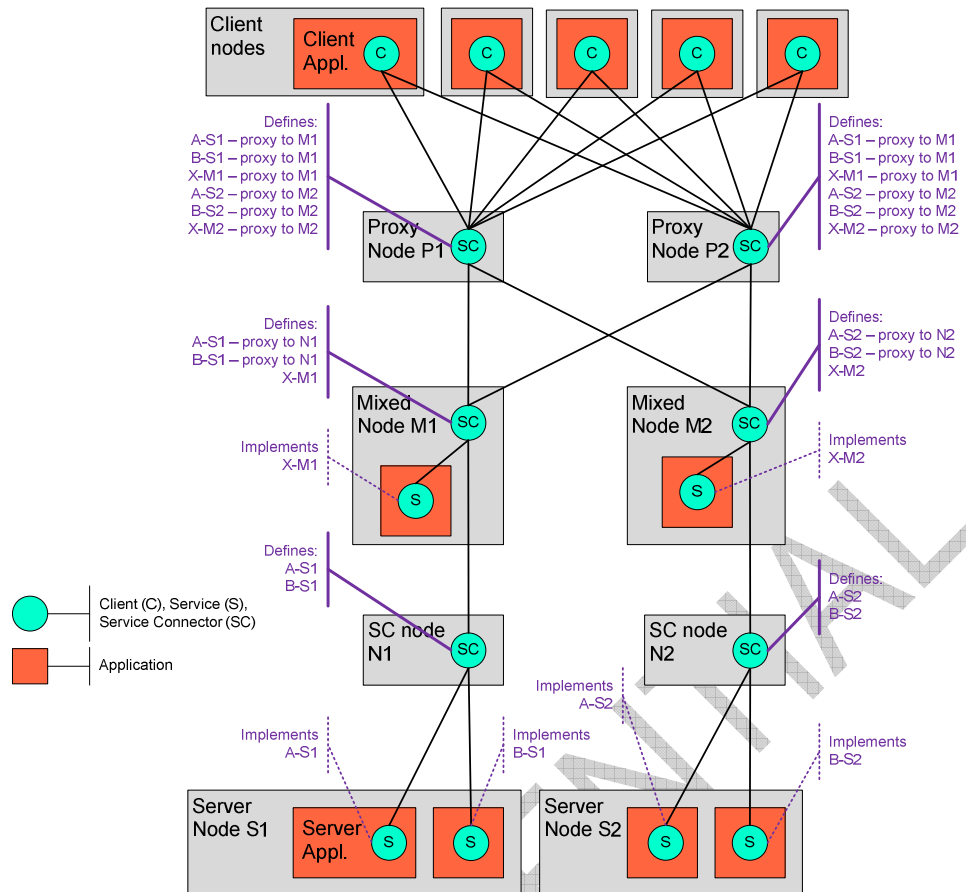 Client
nodes
Client
Appl.
C
C
C
C
C
Defines:
A-S1 – proxy to M1
B-S1 – proxy to M1
X-M1 – proxy to M1
A-S2 – proxy to M2
B-S2 – proxy to M2
X-M2 – proxy to M2
Defines:
A-S1 – proxy to M1
B-S1 – proxy to M1
X-M1 – proxy to M1
A-S2 – proxy to M2
B-S2 – proxy to M2
X-M2 – proxy to M2
Proxy
Node P1
SC
Proxy
Node P2
SC
Defines:
A-S1 – proxy to N1
B-S1 – proxy to N1
X-M1
Defines:
A-S2 – proxy to N2
B-S2 – proxy to N2
X-M2
Mixed
Node M1
SC
Mixed
Node M2
SC
Implements
X-M1
S
Implements
X-M2
S
Defines:
A-S1
B-S1
Defines:
A-S2
B-S2
Client (C), Service (S),
Service Connector (SC)
Application
SC node
N1
SC
SC node
N2
SC
Implements
A-S1
Implements
B-S1
Implements
A-S2
Implements
B-S2
Server
Node S1
Server
Appl.
S
S
Server
Node S2
S
S
ENTIAL